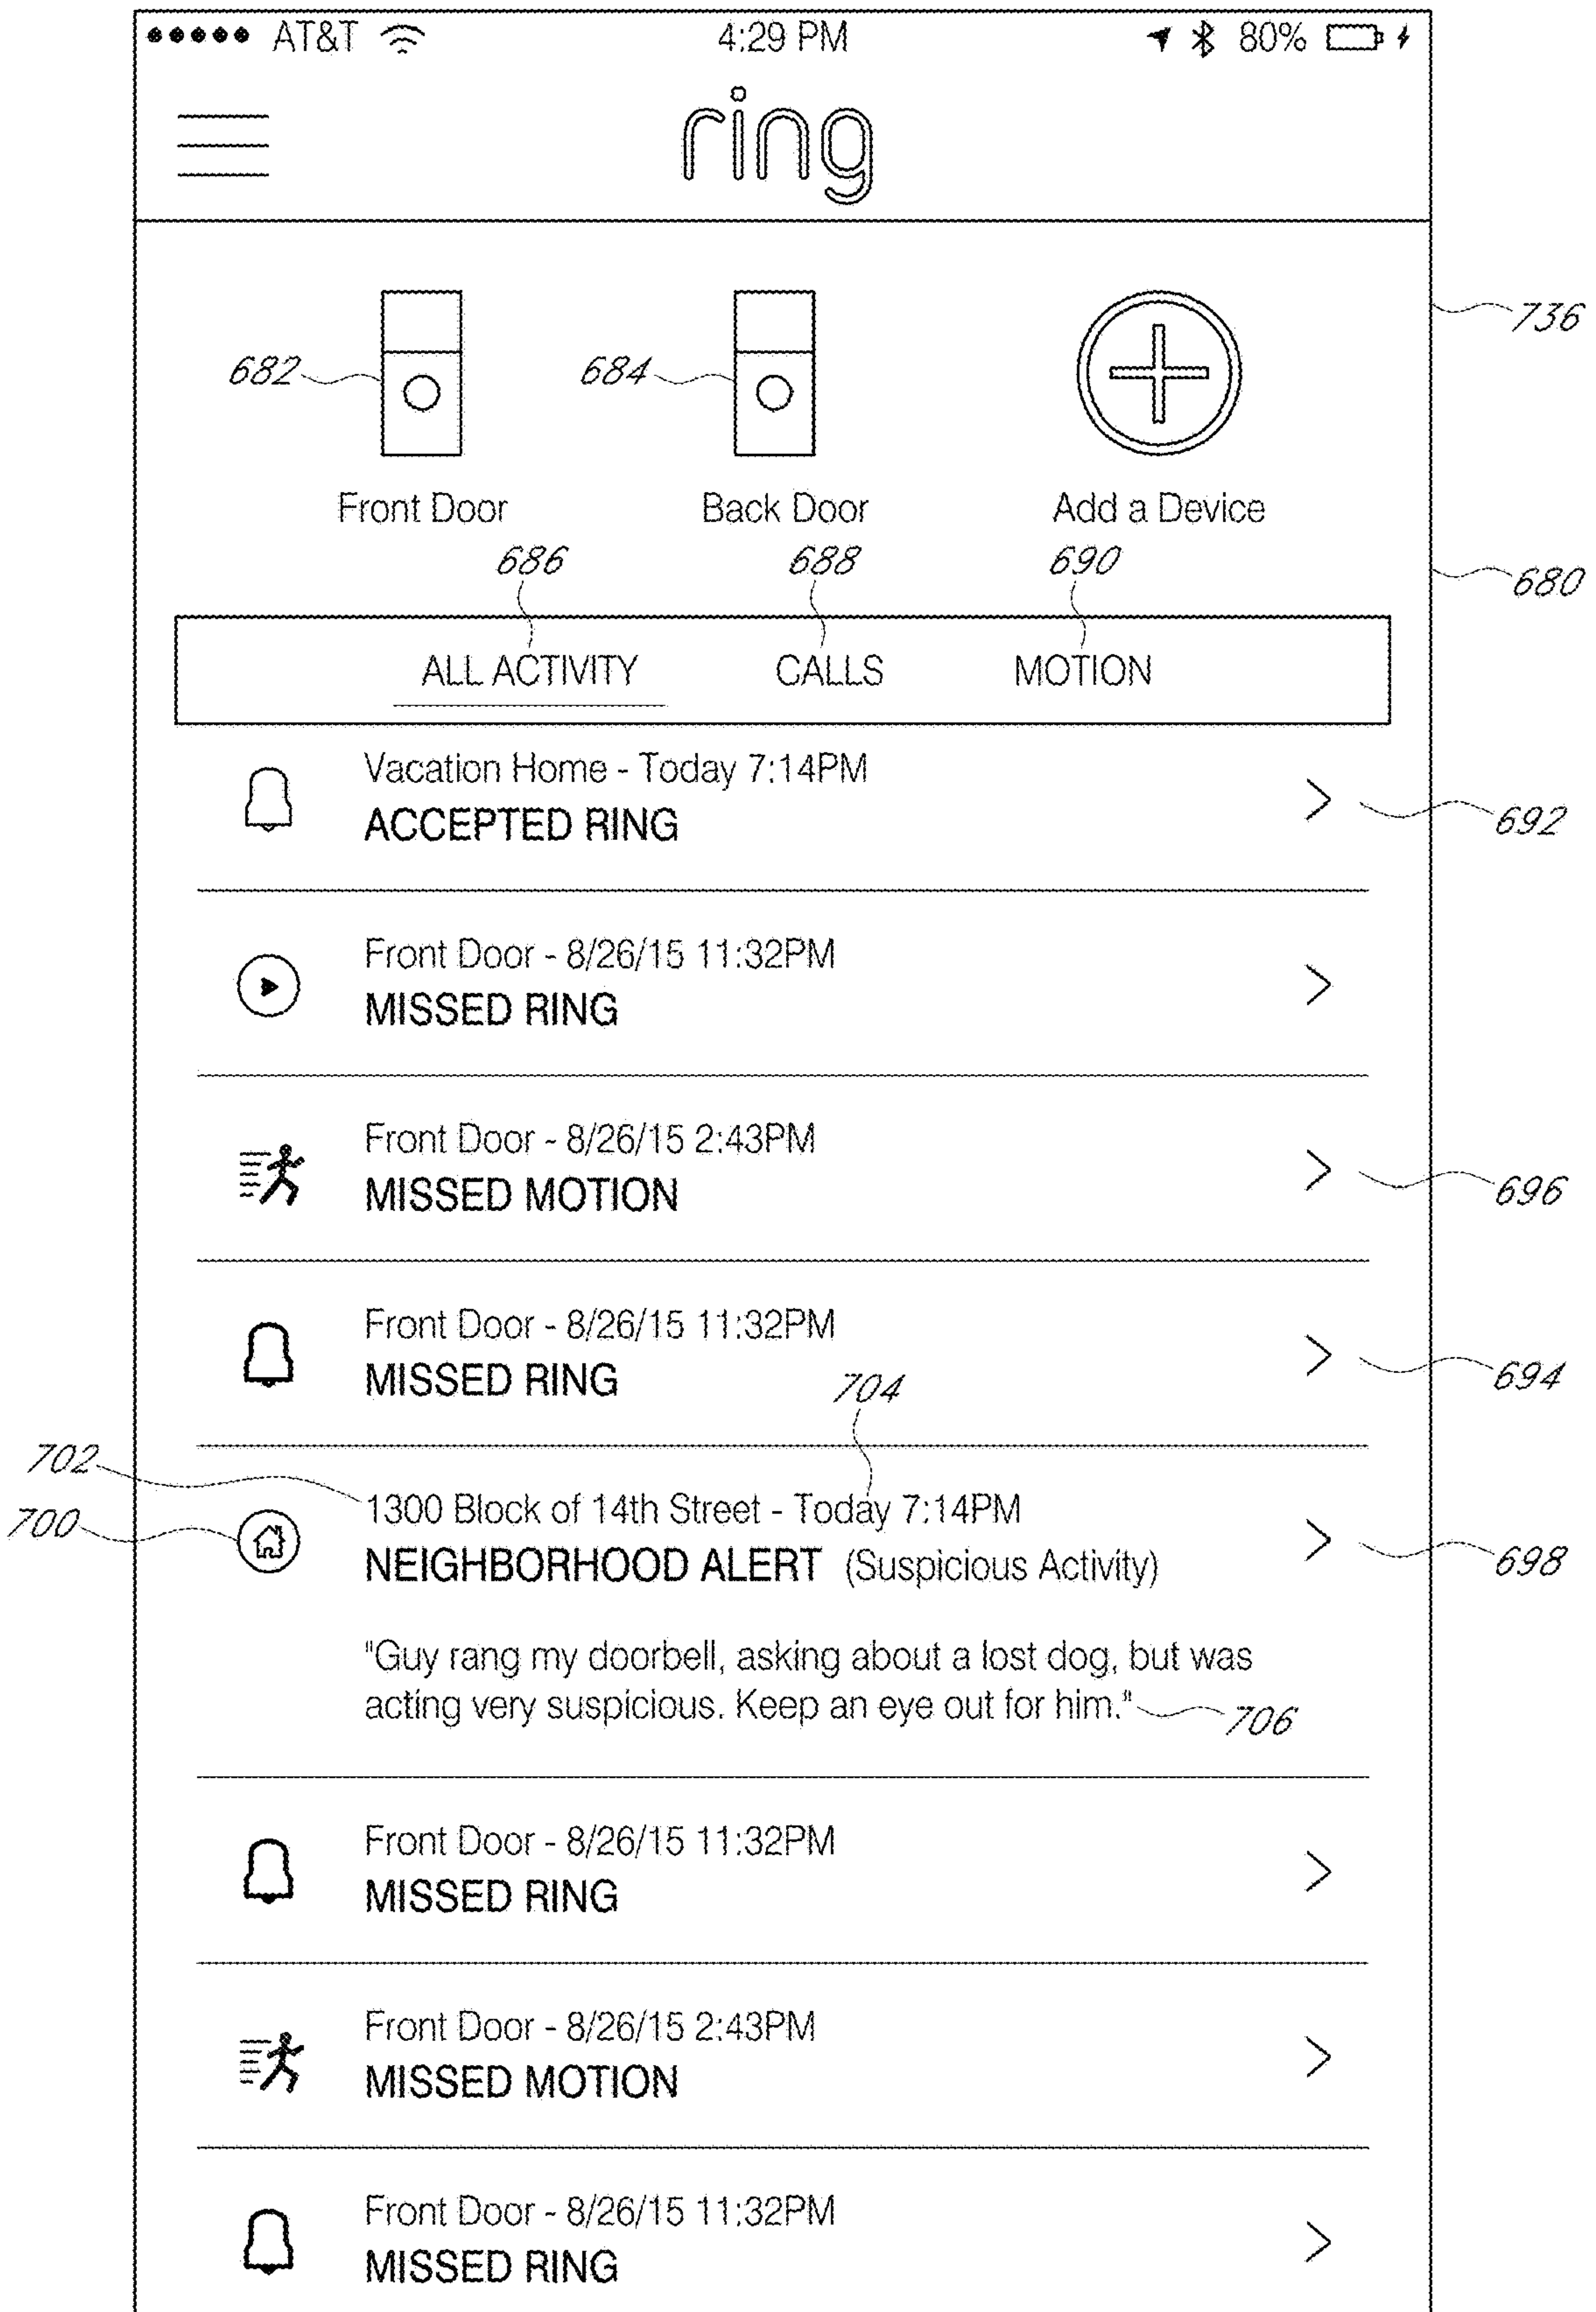 AT&T 4:29 PM 80%
ring
736
682 684
Front Door Back Door Add a Device
686 688 690
680
ALL ACTIVITY CALLS MOTION
Vacation Home - Today 7:14PM
ACCEPTED RING
692
Front Door - 8/26/15 11:32PM
MISSED RING
Front Door - 8/26/15 2:43PM
MISSED MOTION
696
Front Door - 8/26/15 11:32PM
MISSED RING
694
704
702
1300 Block of 14th Street - Today 7:14PM
700
NEIGHBORHOOD ALERT (Suspicious Activity)
698
"Guy rang my doorbell, asking about a lost dog, but was
acting very suspicious. Keep an eye out for him."
706
Front Door - 8/26/15 11:32PM
MISSED RING
Front Door - 8/26/15 2:43PM
MISSED MOTION
Front Door - 8/26/15 11:32PM
MISSED RING